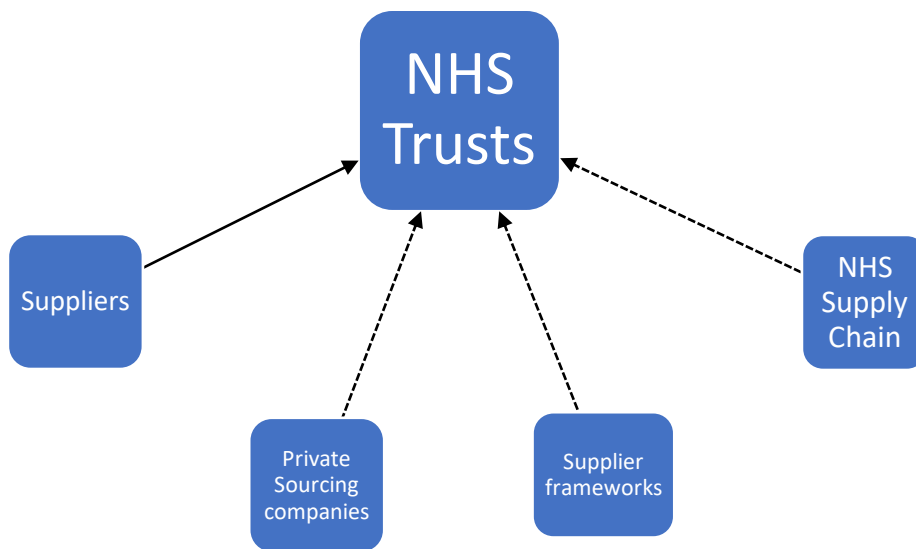 NHS
Trusts
Suppliers
NHS
Supply
Chain
Private
Sourcing
companies
Supplier
frameworks